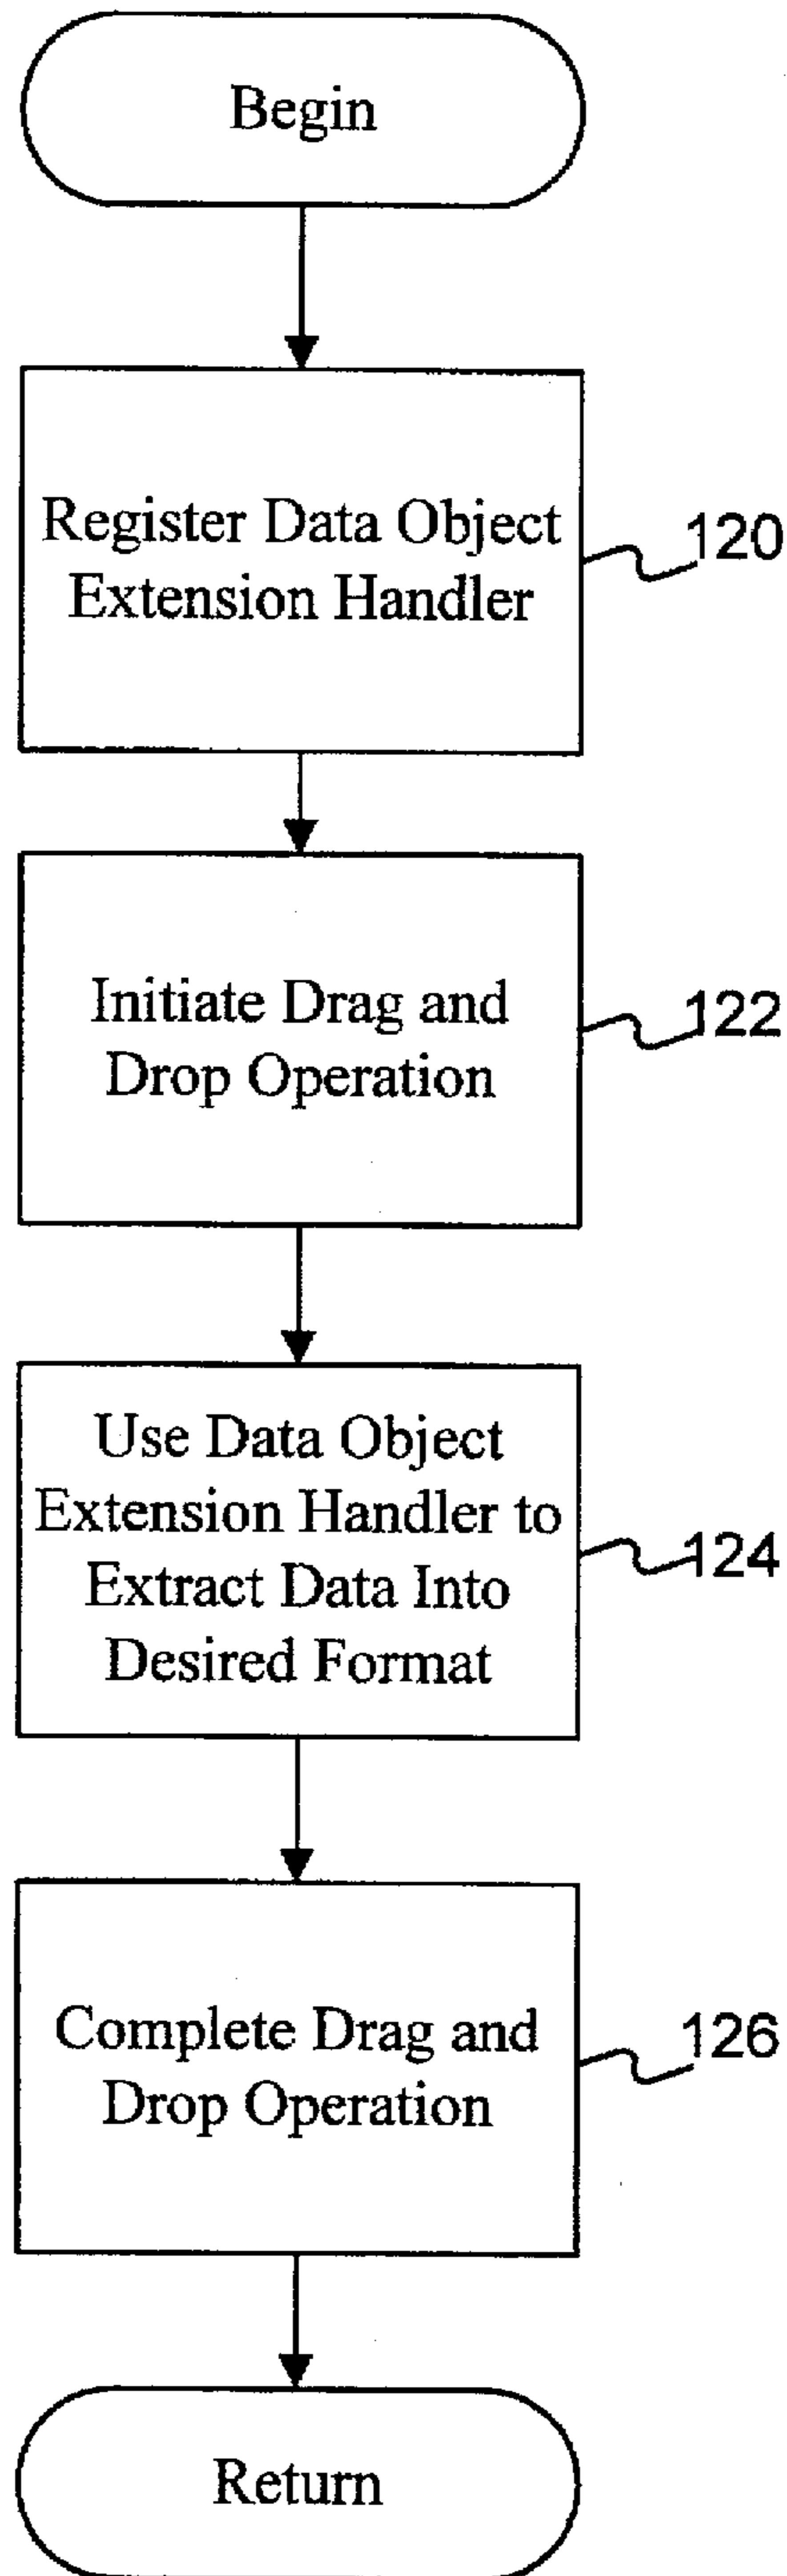 Begin
Register Data Object
Extension Handler
120
Initiate Drag and
Drop Operation
122
Use Data Object
Extension Handler to
Extract Data Into
Desired Format
124
Complete Drag and
Drop Operation
126
Return